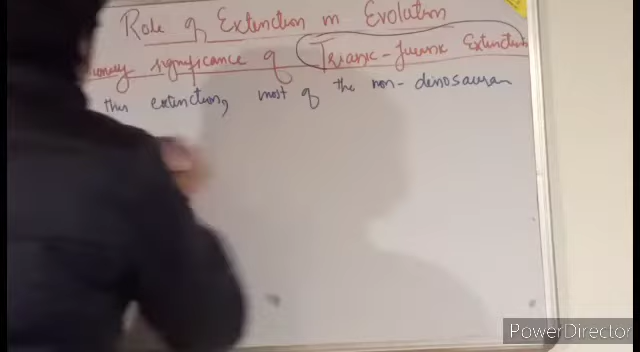 Role of Extinction in Evolution
significance of Triassic-Jurassic Extinction
this extinction, most of the non-dinosaurian
PowerDirector